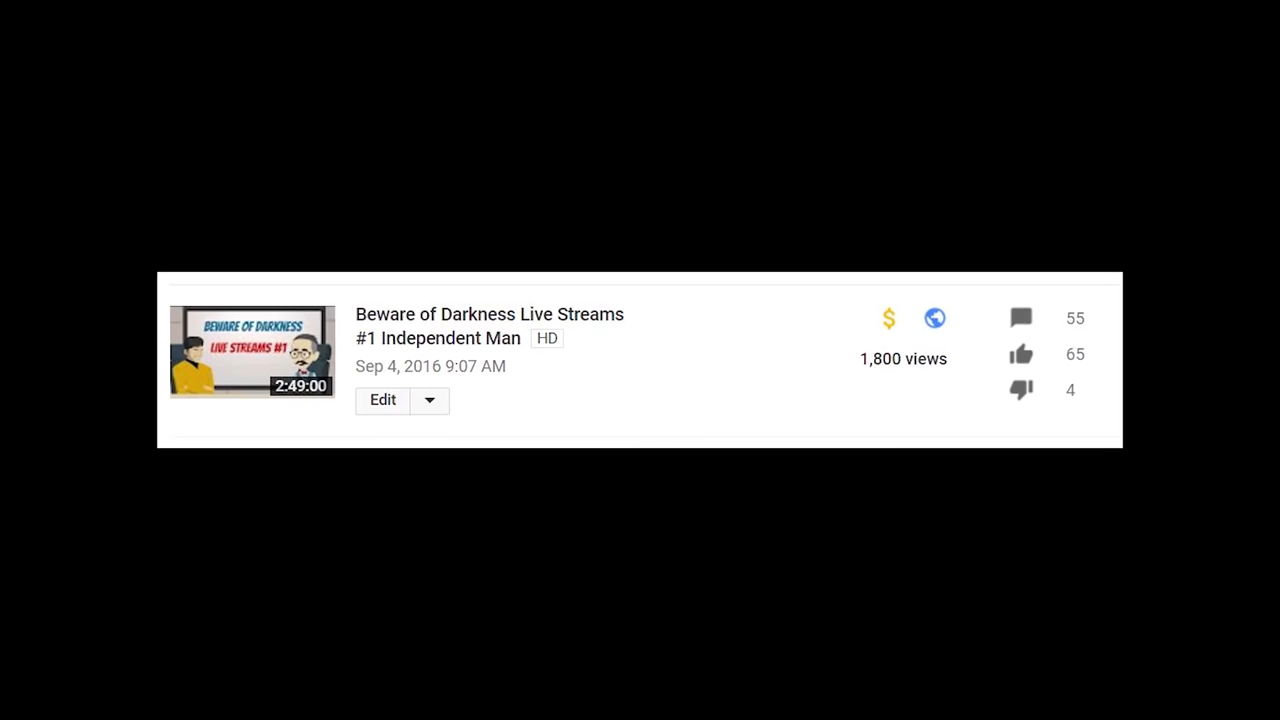 BEWARE OF DARKNESS
LIVE STREAMS #1
2:49:00
Beware of Darkness Live Streams
#1 Independent Man HD
Sep 4, 2016 9:07 AM
Edit
1,800 views
55
65
4